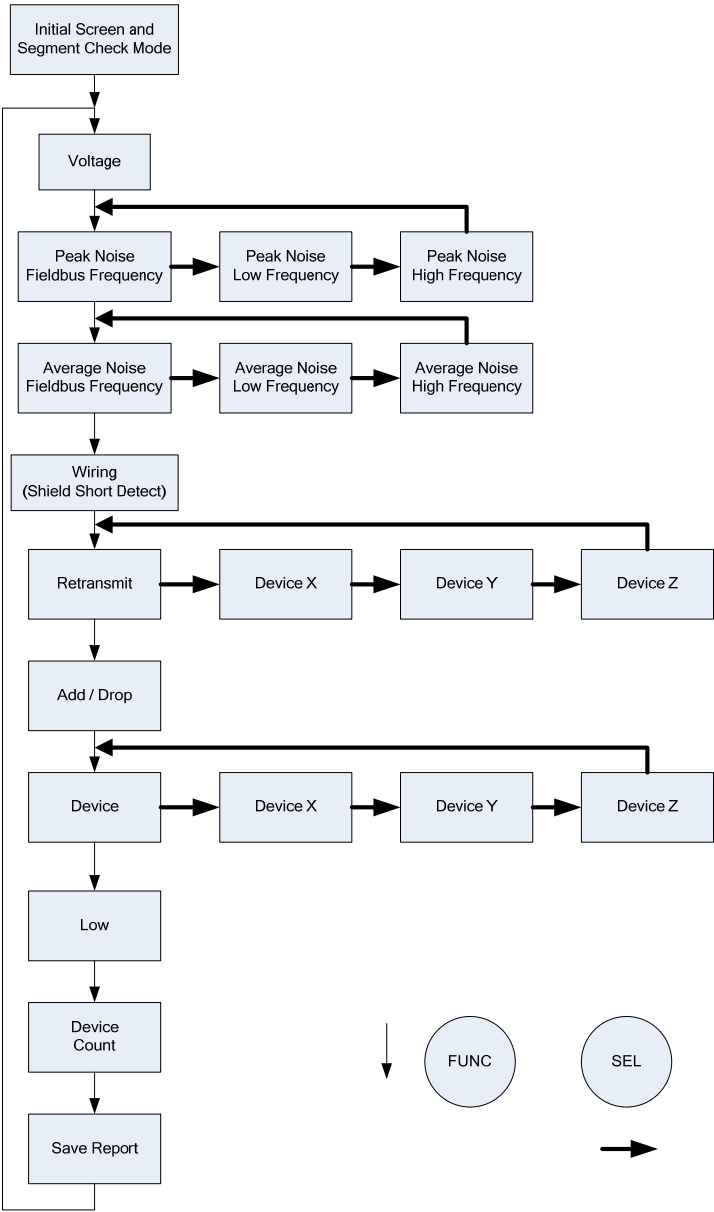 Initial Screen and
Segment Check Mode
Voltage
Peak Noise
Fieldbus Frequency
Peak Noise
Low Frequency
Peak Noise
High Frequency
Average Noise
Fieldbus Frequency
Average Noise
Low Frequency
Average Noise
High Frequency
Wiring
(Shield Short Detect)
Retransmit
Device X
Device Y
Device Z
Add / Drop
Device
Device X
Device Y
Device Z
Low
Device
Count
FUNC
SEL
Save Report